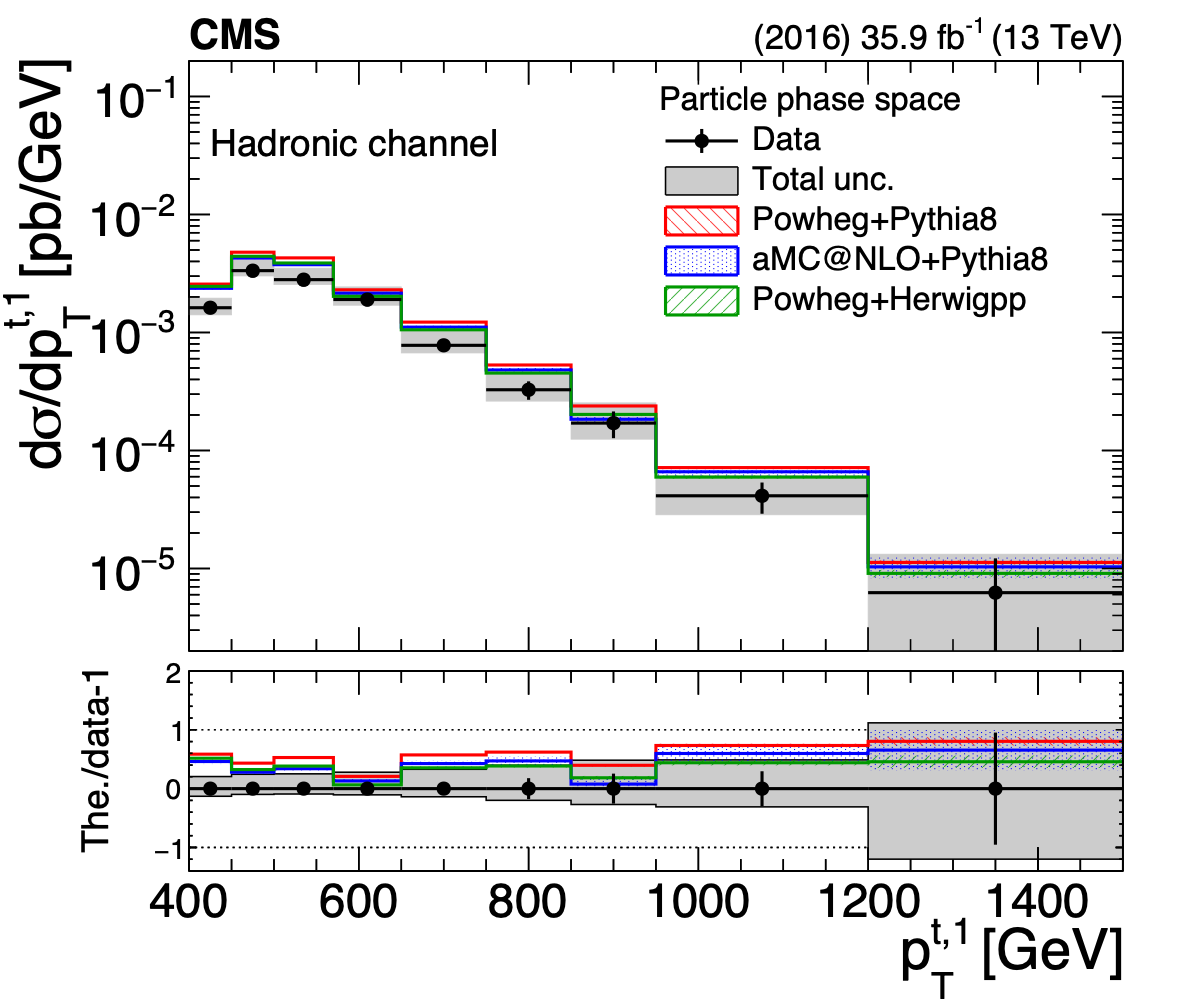 CMS (2016) 35.9 fb⁻¹ (13 TeV)
Particle phase space
Hadronic channel
Data
Total unc.
Powheg+Pythia8
aMC@NLO+Pythia8
Powheg+Herwigpp
dσ/dp_T^{t,1} [pb/GeV]
10⁻¹
10⁻²
10⁻³
10⁻⁴
10⁻⁵
The./data-1
2
1
0
−1
400 600 800 1000 1200 1400
p_T^{t,1} [GeV]